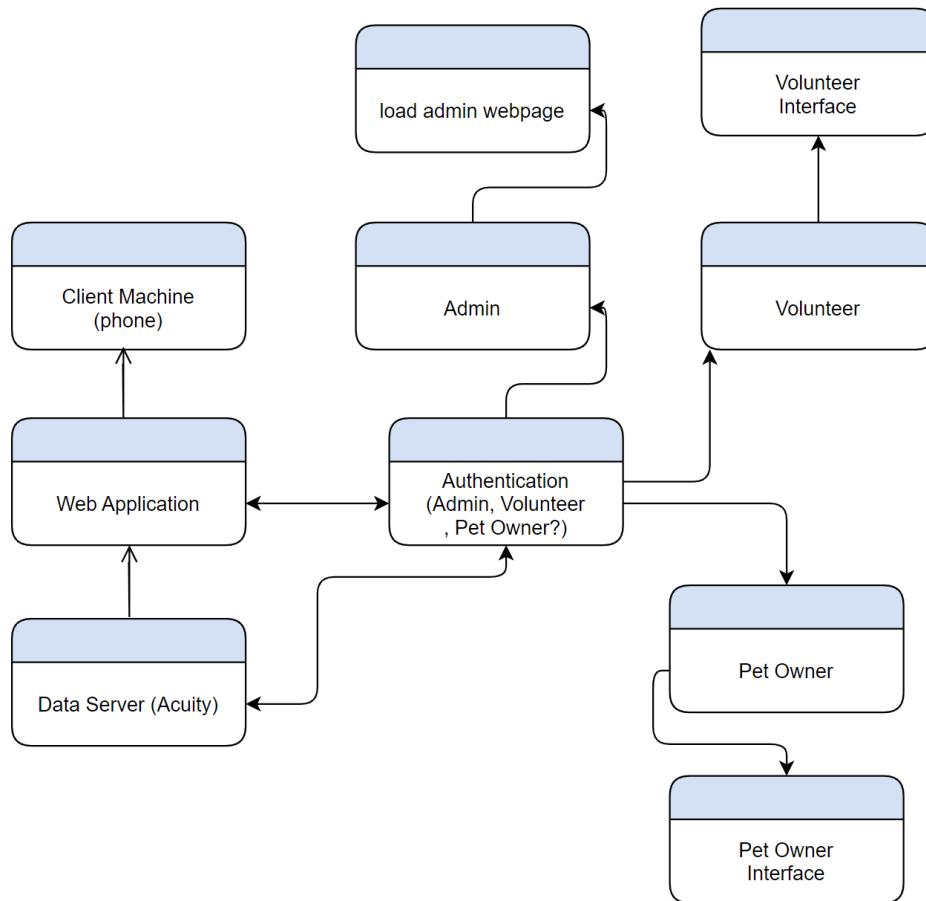 Volunteer
Interface
load admin webpage
Client Machine
(phone)
Admin
Volunteer
Web Application
Authentication
(Admin, Volunteer
, Pet Owner?)
Data Server (Acuity)
Pet Owner
Pet Owner
Interface